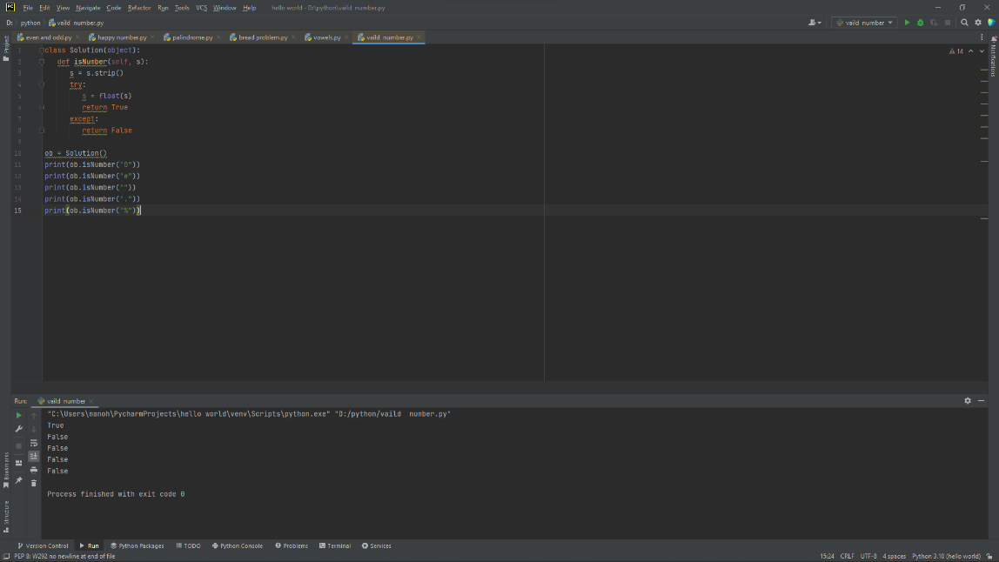 PC File Edit View Navigate Code Refactor Run Tools VCS Window Help hello world - D:\python\vaild number.py
D: python vaild number.py vaild number
even and odd.py happy number.py palindrome.py bread problem.py vowels.py vaild number.py
Project
Notifications
14
1 class Solution(object):
2 def isNumber(self, s):
3 s = s.strip()
4 try:
5 s = float(s)
6 return True
7 except:
8 return False
9
10 ob = Solution()
11 print(ob.isNumber("0"))
12 print(ob.isNumber("e"))
13 print(ob.isNumber(""))
14 print(ob.isNumber("."))
15 print(ob.isNumber("%"))
Run: vaild number
"C:\Users\manoh\PycharmProjects\hello world\venv\Scripts\python.exe" "D:/python/vaild  number.py"
True
False
False
False
False
Process finished with exit code 0
Bookmarks
Structure
Version Control Run Python Packages TODO Python Console Problems Terminal Services
PEP 8: W292 no newline at end of file 15:24 CRLF UTF-8 4 spaces Python 3.10 (hello world)